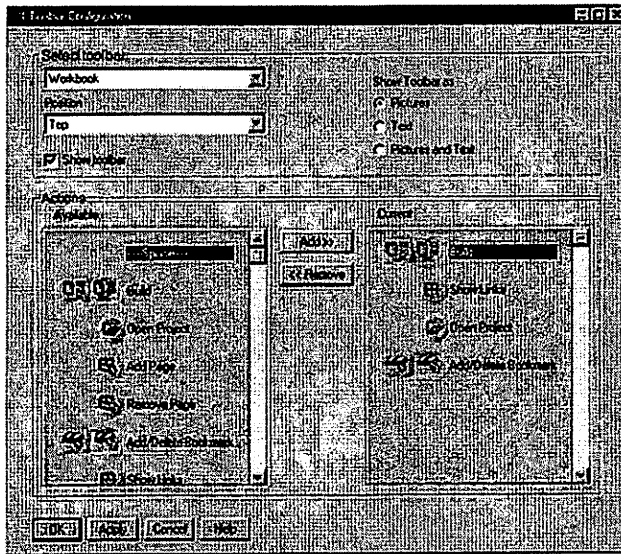 Toolbar Configuration
Select toolbar
Workbook
Position
Top
Show toolbar
Show Toolbar as
Pictures
Text
Pictures and Text
Actions
Available
Build
Open Project
Add Page
Remove Page
Add/Delete Bookmark
Show Links
Add >>
<< Remove
Current
Show Links
Open Project
Add/Delete Bookmark
OK
Apply
Cancel
Help